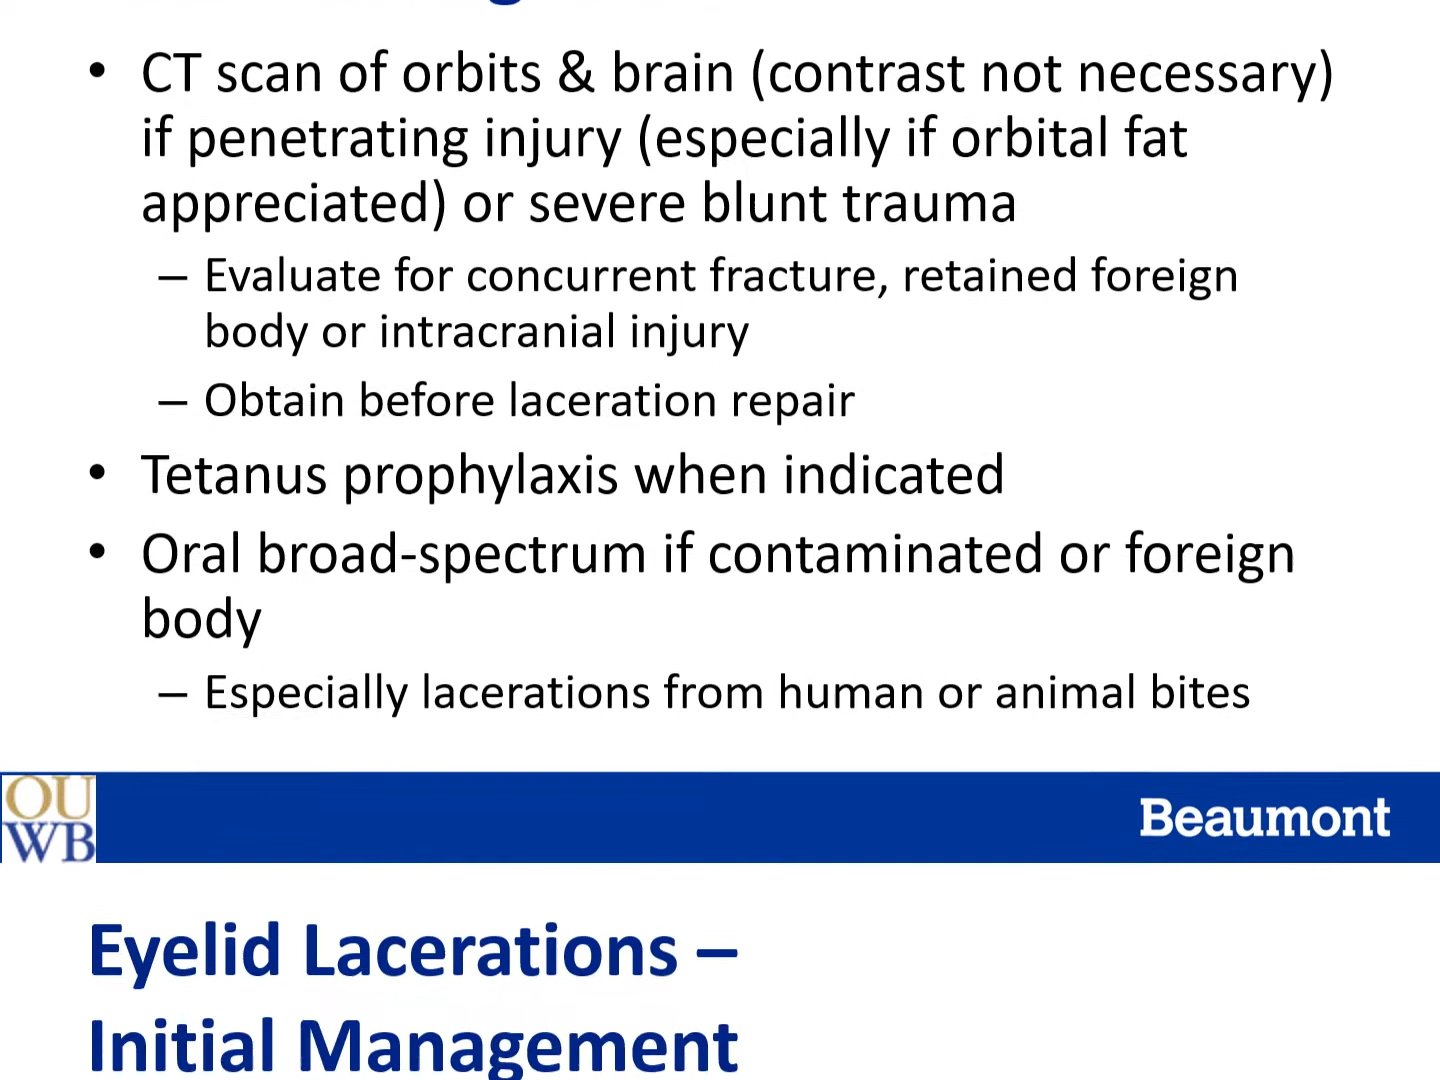 • CT scan of orbits & brain (contrast not necessary)
if penetrating injury (especially if orbital fat
appreciated) or severe blunt trauma
– Evaluate for concurrent fracture, retained foreign
body or intracranial injury
– Obtain before laceration repair
• Tetanus prophylaxis when indicated
• Oral broad-spectrum if contaminated or foreign
body
– Especially lacerations from human or animal bites
OU
WB
Beaumont
Eyelid Lacerations –
Initial Management